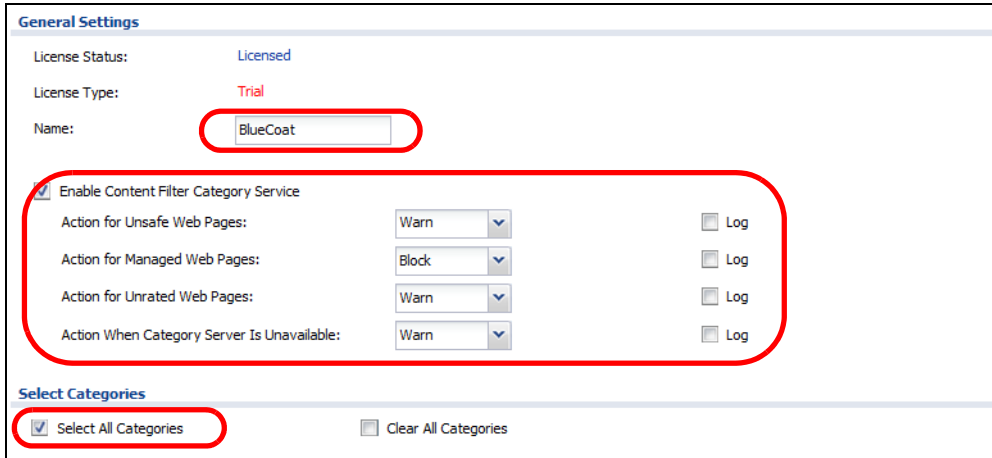 General Settings
License Status: Licensed
License Type: Trial
Name: BlueCoat
Enable Content Filter Category Service
Action for Unsafe Web Pages: Warn Log
Action for Managed Web Pages: Block Log
Action for Unrated Web Pages: Warn Log
Action When Category Server Is Unavailable: Warn Log
Select Categories
Select All Categories Clear All Categories